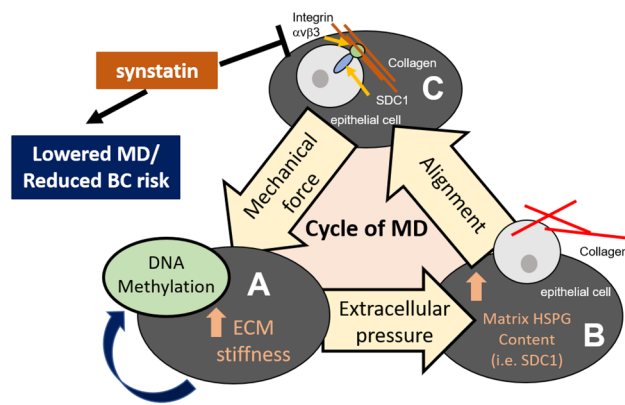 Integrin
αvβ3
Collagen
SDC1
epithelial cell
C
synstatin
Lowered MD/
Reduced BC risk
Mechanical
force
Alignment
Cycle of MD
DNA
Methylation
A
ECM
stiffness
Extracellular
pressure
Collagen
epithelial cell
Matrix HSPG
Content
(i.e. SDC1)
B